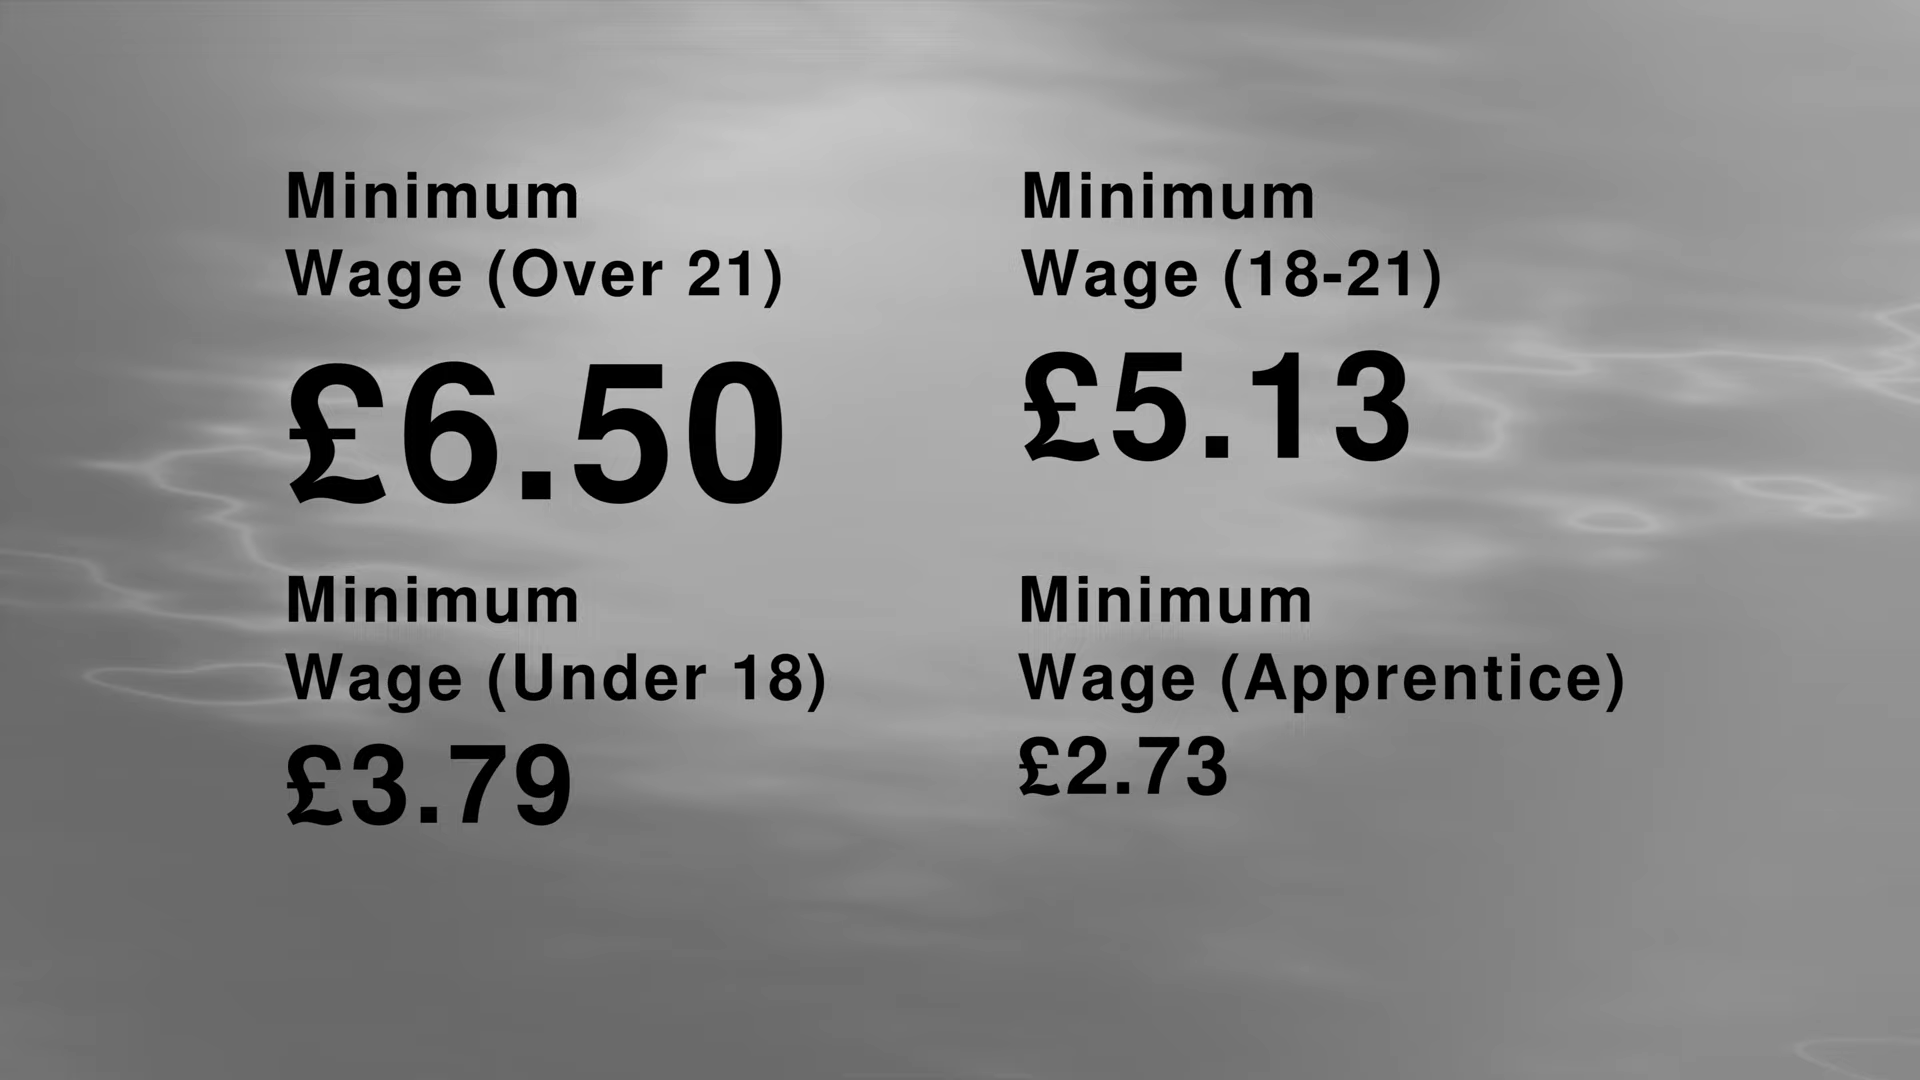 Minimum
Wage (Over 21)
£6.50
Minimum
Wage (18-21)
£5.13
Minimum
Wage (Under 18)
£3.79
Minimum
Wage (Apprentice)
£2.73